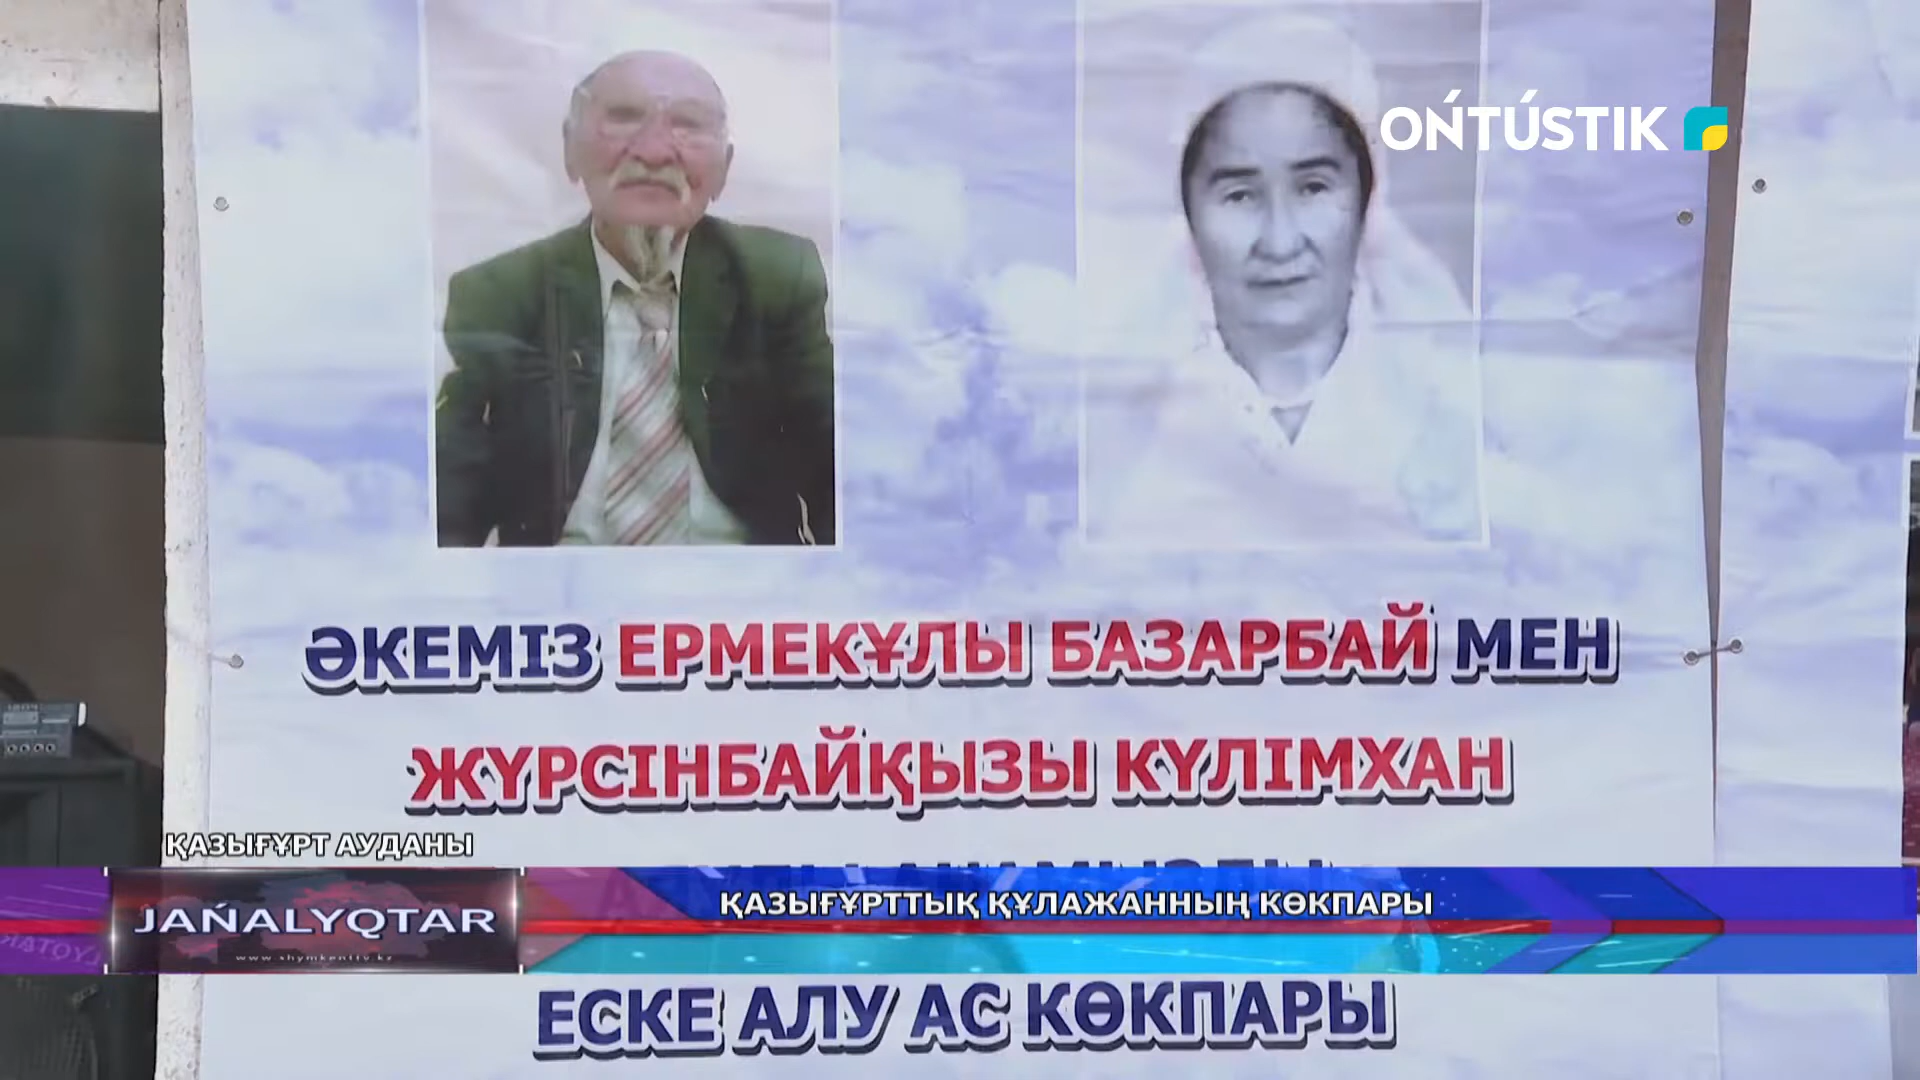 OŃTÚSTIK
ӘКЕМІЗ ЕРМЕКҰЛЫ БАЗАРБАЙ МЕН
ЖҮРСІНБАЙҚЫЗЫ КҮЛІМХАН
ҚАЗЫҒҰРТ АУДАНЫ
JAŃALYQTAR
www.shymkenttv.kz
ҚАЗЫҒҰРТТЫҚ ҚҰЛАЖАННЫҢ КӨКПАРЫ
ЕСКЕ АЛУ АС КӨКПАРЫ